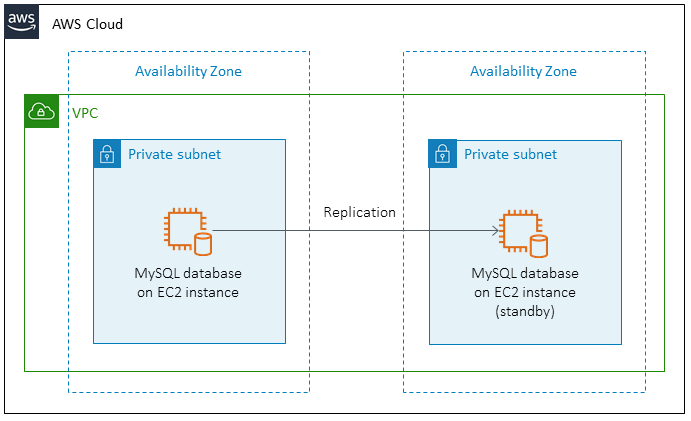 aws
AWS Cloud
Availability Zone
Availability Zone
VPC
Private subnet
Private subnet
Replication
MySQL database
on EC2 instance
MySQL database
on EC2 instance
(standby)